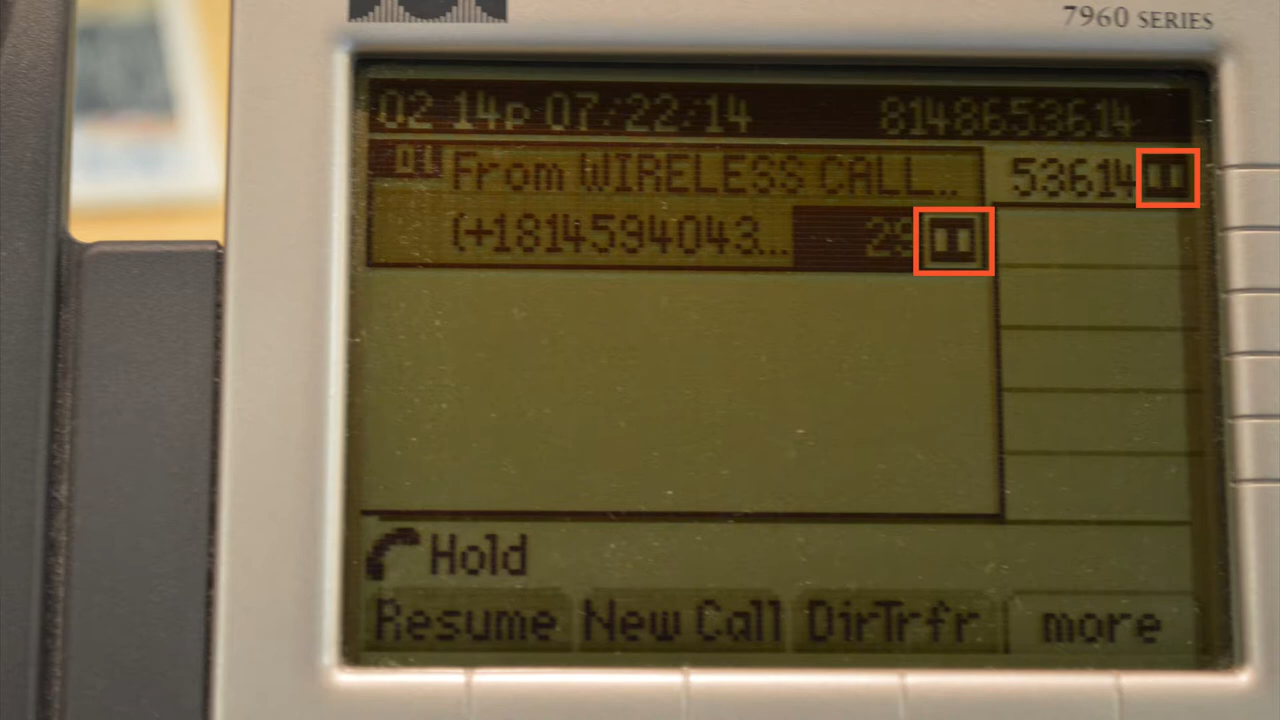 7960 SERIES
02 14p 07/22/14 8148653614
01 From WIRELESS CALL... 53614
(+1814594043...
Hold
Resume New Call DirTrfr more